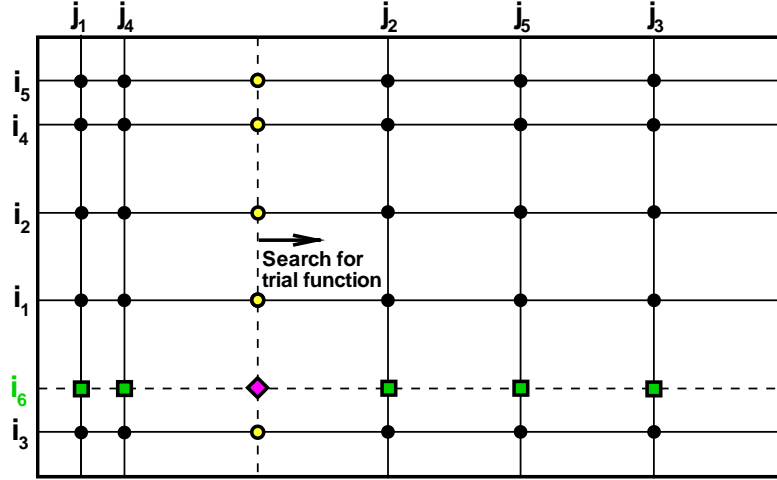 j1 j4 j2 j5 j3
i5
i4
i2
Search for
trial function
i1
i6
i3